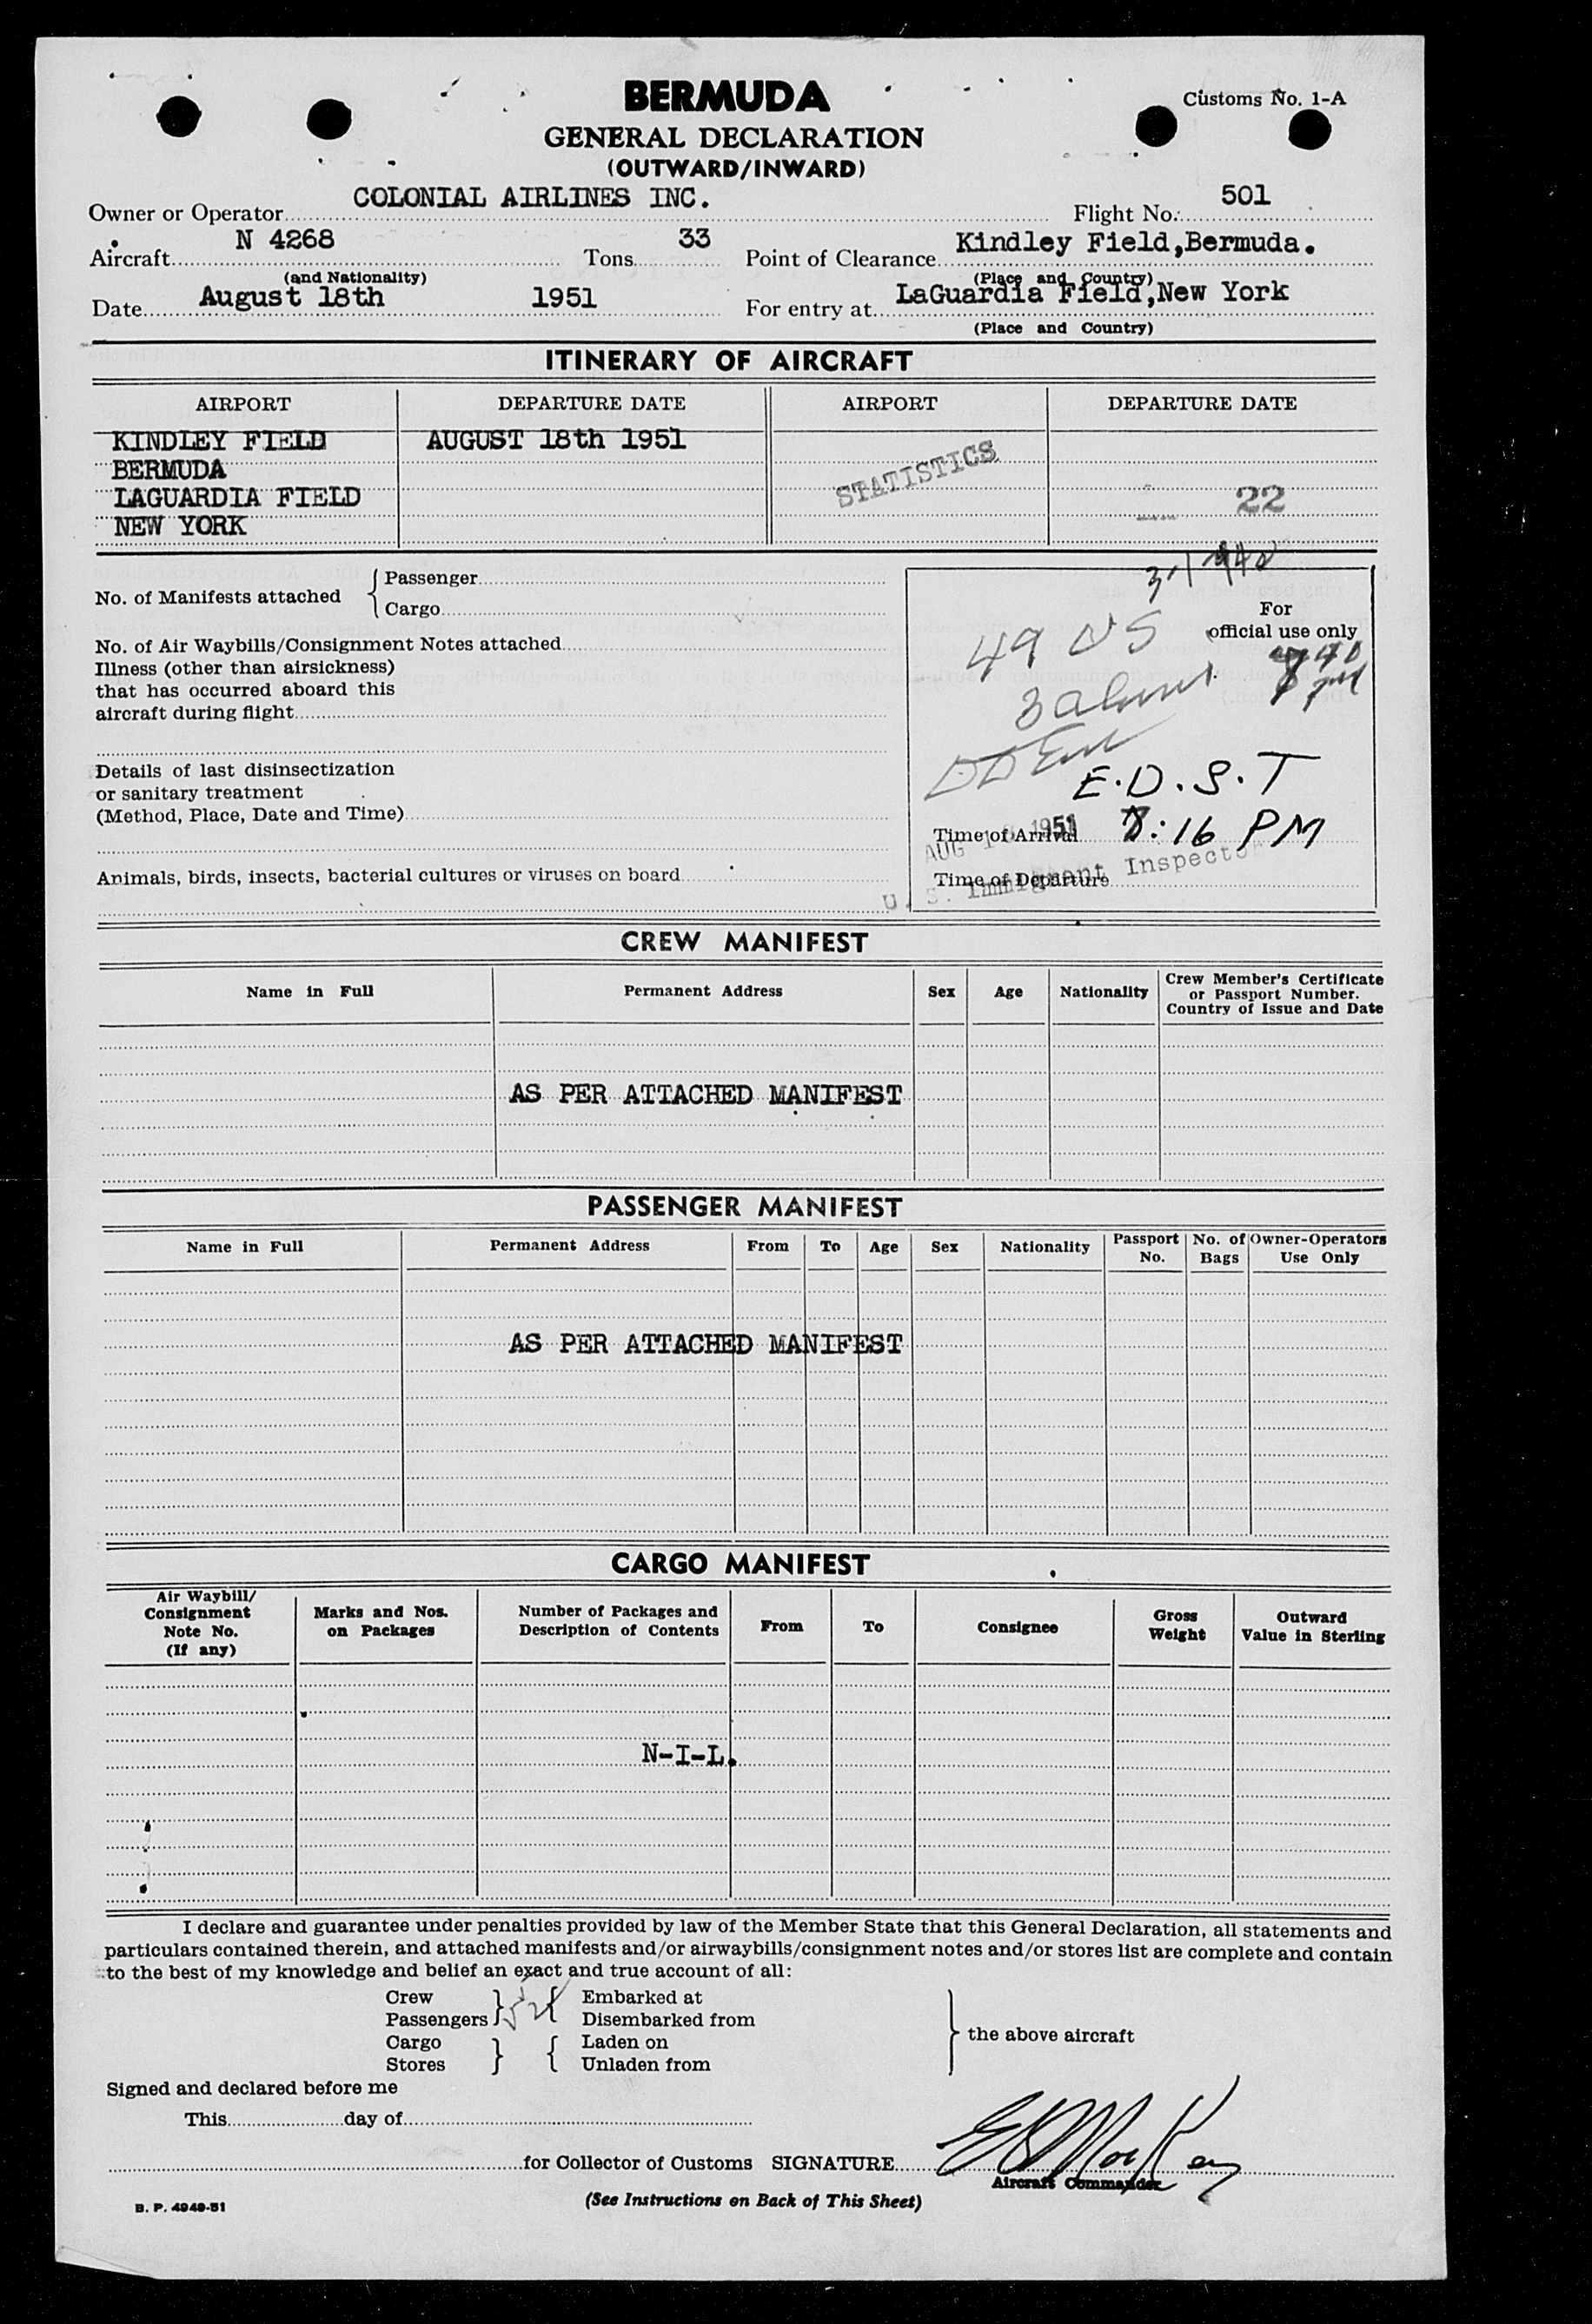 BERMUDA
Customs No. 1-A
GENERAL DECLARATION
(OUTWARD/INWARD)
Owner or Operator COLONIAL AIRLINES INC. Flight No. 501
Aircraft N 4268 Tons 33 Point of Clearance Kindley Field,Bermuda.
(and Nationality) (Place and Country)
Date August 18th 1951 For entry at LaGuardia Field,New York
(Place and Country)
ITINERARY OF AIRCRAFT
AIRPORT DEPARTURE DATE AIRPORT DEPARTURE DATE
KINDLEY FIELD AUGUST 18th 1951
BERMUDA
STATISTICS
LAGUARDIA FIELD 22
NEW YORK
No. of Manifests attached { Passenger
Cargo
For
official use only
No. of Air Waybills/Consignment Notes attached
49 US
Illness (other than airsickness)
that has occurred aboard this
aircraft during flight
Details of last disinsectization
or sanitary treatment
(Method, Place, Date and Time)
E.D.S.T
Time of Arrival 7:16 PM
AUG 1951
Animals, birds, insects, bacterial cultures or viruses on board
Time of Departure
U.S. Immigrant Inspector
CREW MANIFEST
Name in Full Permanent Address Sex Age Nationality Crew Member's Certificate
or Passport Number.
Country of Issue and Date
AS PER ATTACHED MANIFEST
PASSENGER MANIFEST
Name in Full Permanent Address From To Age Sex Nationality Passport No. No. of Bags Owner-Operators Use Only
AS PER ATTACHED MANIFEST
CARGO MANIFEST
Air Waybill/ Consignment Note No. (If any) Marks and Nos. on Packages Number of Packages and Description of Contents From To Consignee Gross Weight Outward Value in Sterling
N-I-L.
I declare and guarantee under penalties provided by law of the Member State that this General Declaration, all statements and
particulars contained therein, and attached manifests and/or airwaybills/consignment notes and/or stores list are complete and contain
to the best of my knowledge and belief an exact and true account of all:
Crew } { Embarked at
Passengers Disembarked from
} the above aircraft
Cargo } { Laden on
Stores Unladen from
Signed and declared before me
This day of
for Collector of Customs SIGNATURE
Aircraft Commander
B. P. 4949-51
(See Instructions on Back of This Sheet)